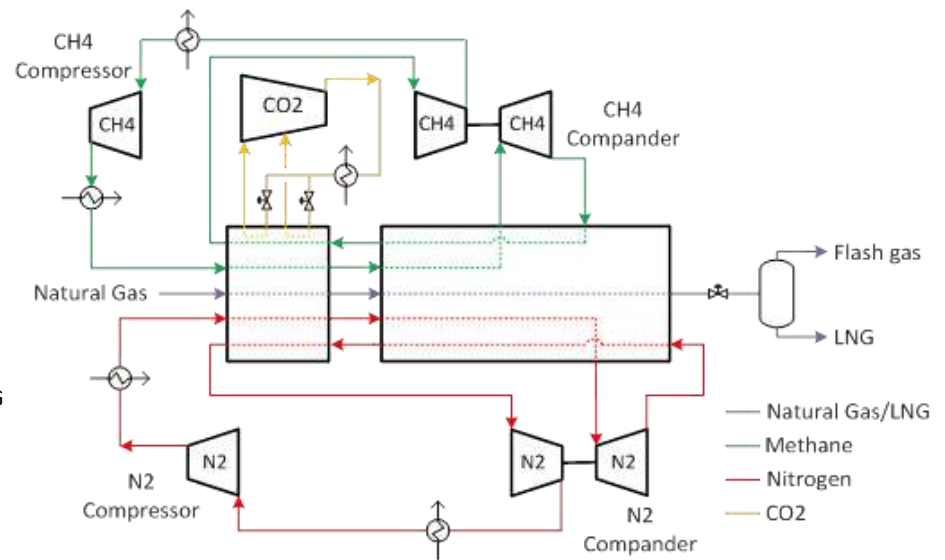 CH4
Compressor
CH4
CO2
CH4
CH4
CH4
Compander
Natural Gas
Flash gas
LNG
G
N2
Compressor
N2
N2
N2
N2
Compander
Natural Gas/LNG
Methane
Nitrogen
CO2